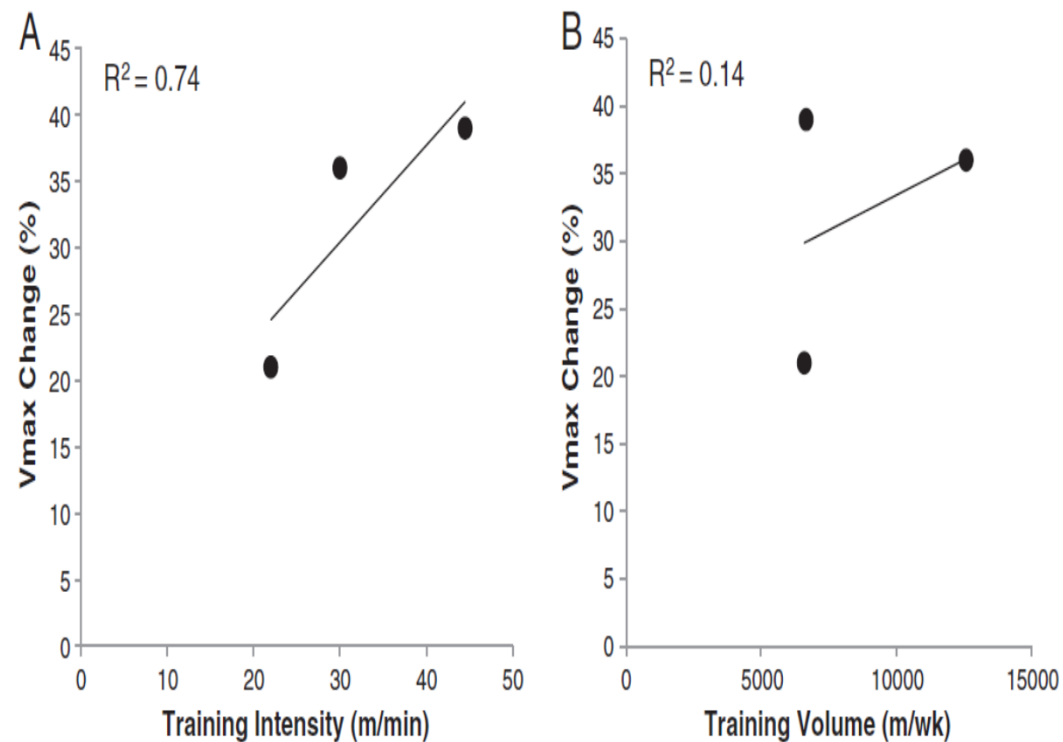 A
R² = 0.74
45
40
35
30
25
20
15
10
5
0
Vmax Change (%)
0 10 20 30 40 50
Training Intensity (m/min)
B
R² = 0.14
45
40
35
30
25
20
15
10
5
0
Vmax Change (%)
0 5000 10000 15000
Training Volume (m/wk)